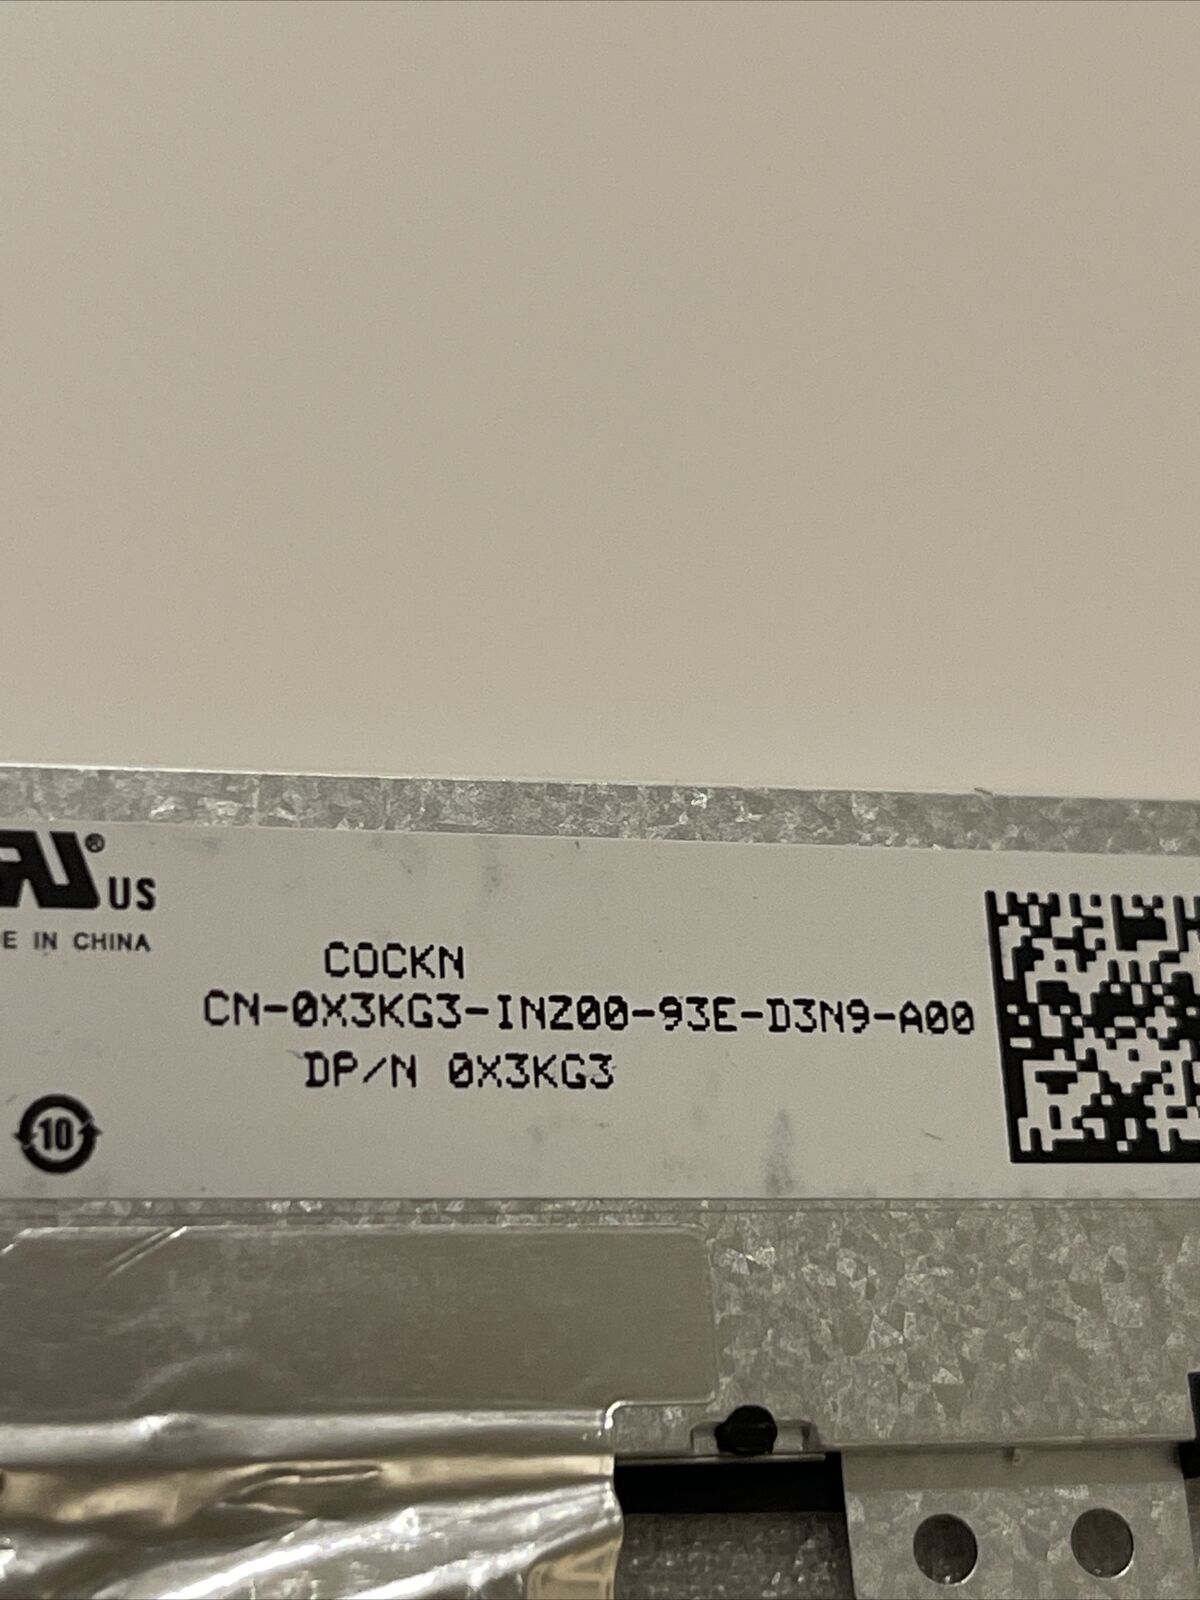 ® US
E IN CHINA
COCKN
CN-0X3KG3-INZ00-93E-D3N9-A00
DP/N 0X3KG3
10